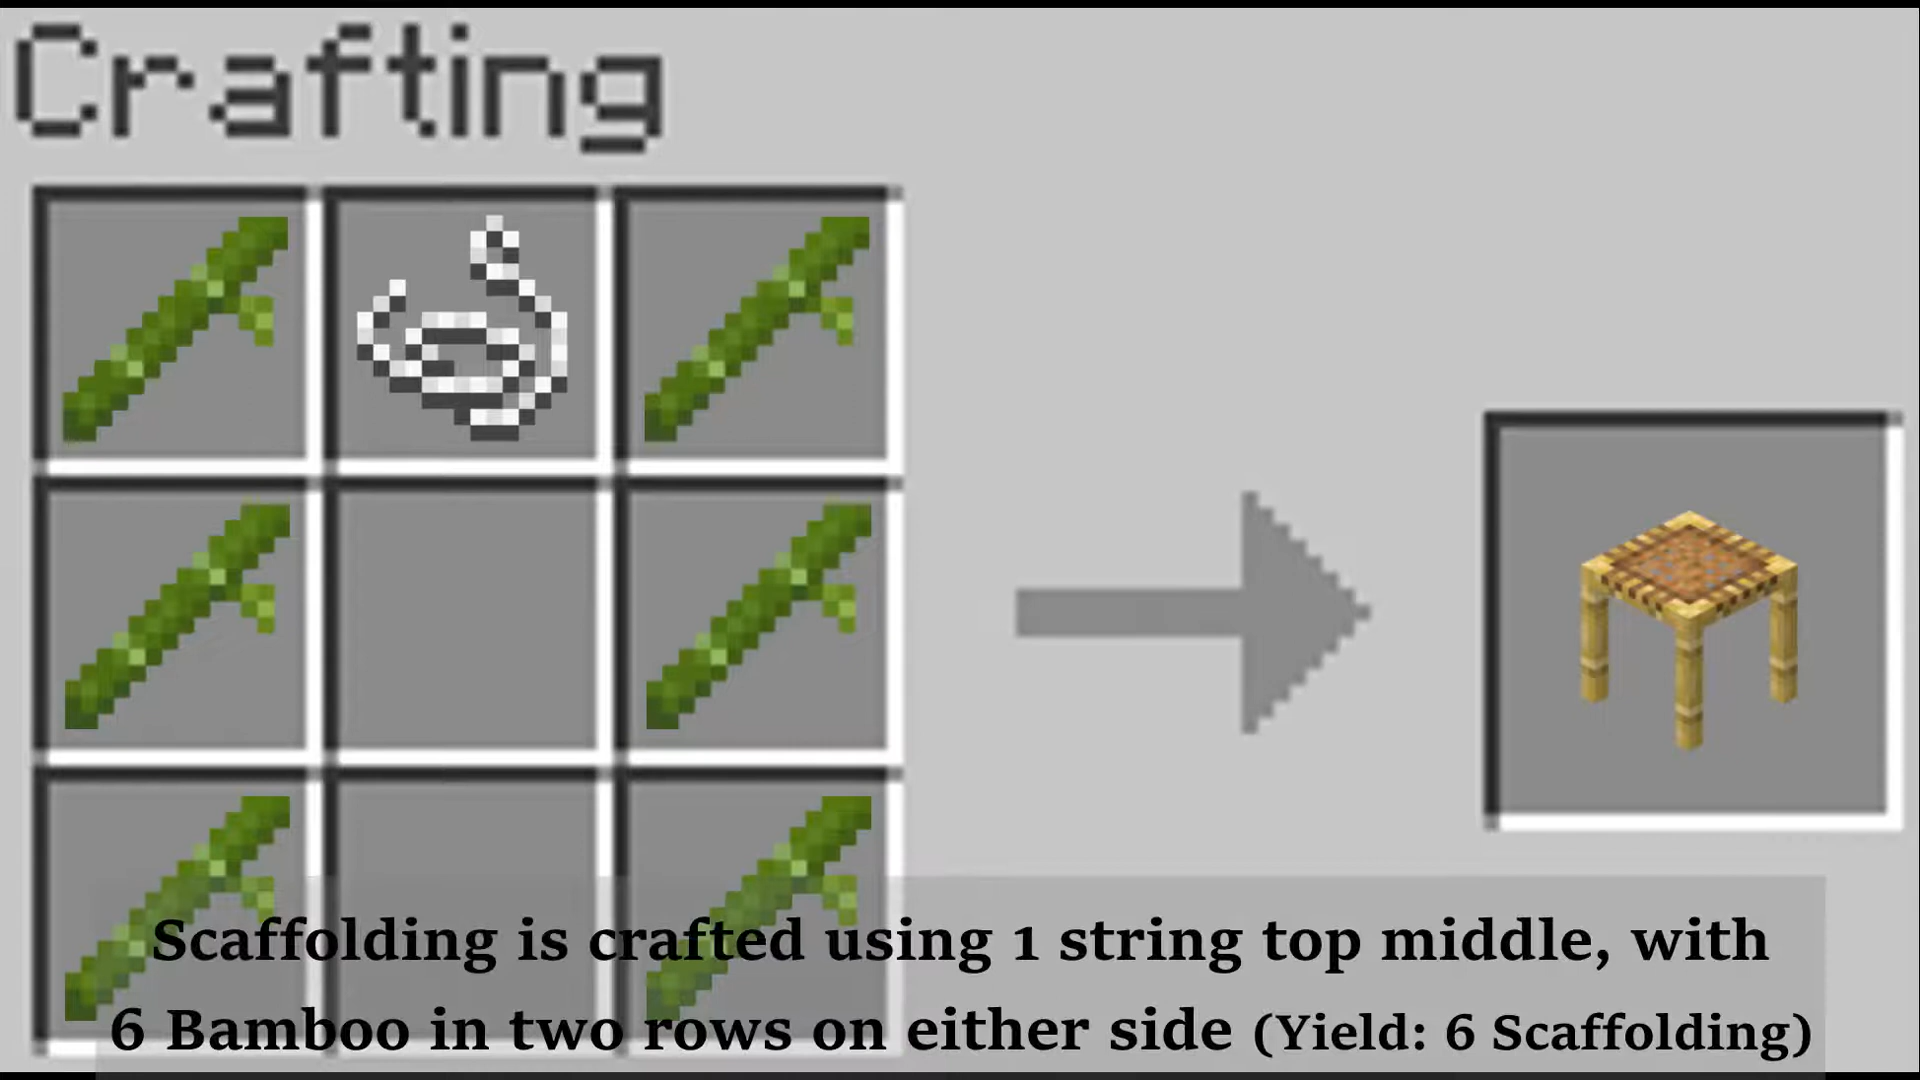 Crafting
Scaffolding is crafted using 1 string top middle, with
6 Bamboo in two rows on either side (Yield: 6 Scaffolding)